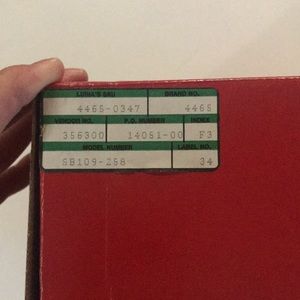 LURIA'S SKU BRAND NO.
4465-0347 4465
VENDOR NO. P.O. NUMBER INDEX
356300 14051-00 F3
MODEL NUMBER LABEL NO.
SB109-258 34